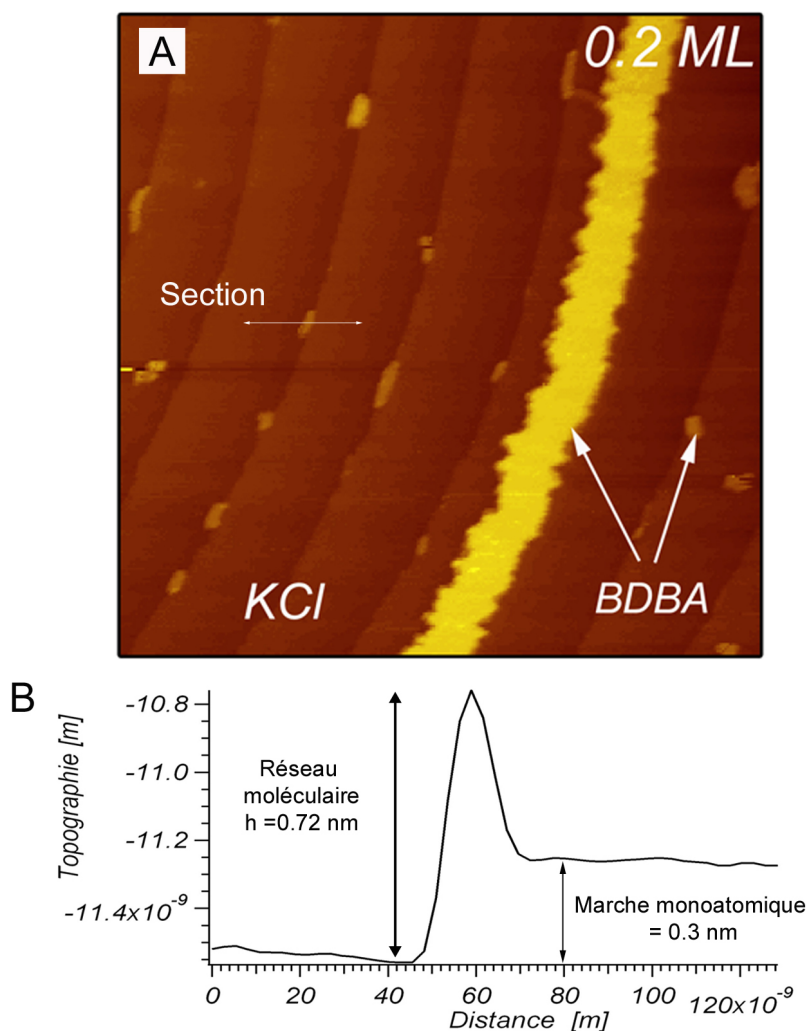 A
0.2 ML
Section
KCl
BDBA
B
Topographie [m]
-10.8
-11.0
-11.2
-11.4x10⁻⁹
Réseau
moléculaire
h =0.72 nm
Marche monoatomique
= 0.3 nm
0
20
40
60
80
100
120x10⁻⁹
Distance [m]